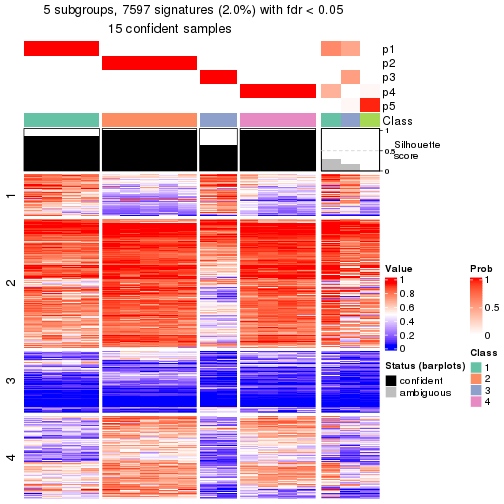 5 subgroups, 7597 signatures (2.0%) with fdr < 0.05
15 confident samples
p1
p2
p3
p4
p5
Class
1
0.5
0
Silhouette
score
1
2
3
4
Value
1
0.8
0.6
0.4
0.2
0
Status (barplots)
confident
ambiguous
Prob
1
0.5
0
Class
1
2
3
4